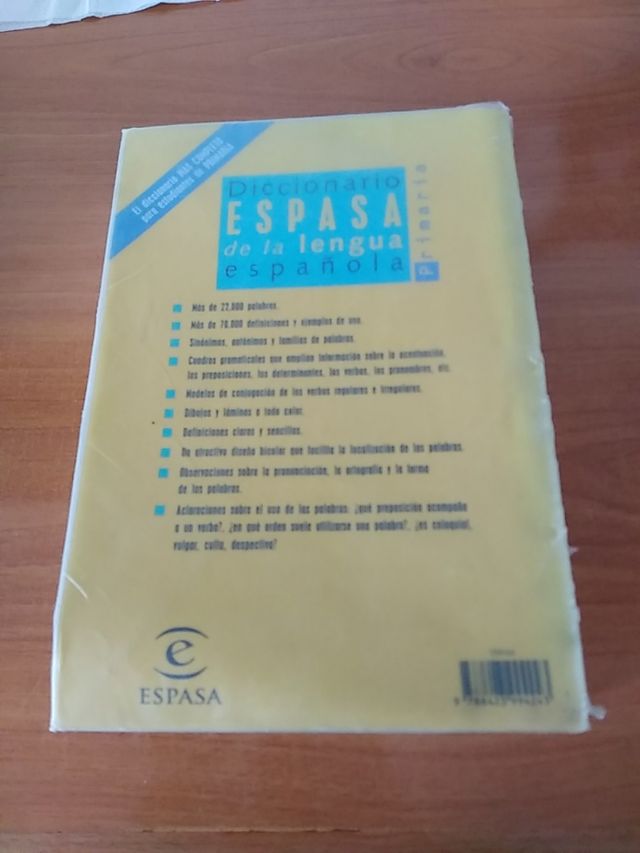 El diccionario MÁS COMPLETO
para estudiantes de PRIMARIA
Diccionario
ESPASA
de la lengua
española
Primaria
Más de 22.000 palabras.
Más de 70.000 definiciones y ejemplos de uso.
Sinónimos, antónimos y familias de palabras.
Cuadros gramaticales que amplían información sobre la acentuación,
las preposiciones, los determinantes, los verbos, los pronombres, etc.
Modelos de conjugación de los verbos regulares e irregulares.
Dibujos y láminas a todo color.
Definiciones claras y sencillas.
Un atractivo diseño bicolor que facilita la localización de las palabras.
Observaciones sobre la pronunciación, la ortografía y la forma
de las palabras.
Aclaraciones sobre el uso de las palabras: ¿qué preposición acompaña
a un verbo?, ¿en qué orden suele utilizarse una palabra?, ¿es coloquial,
vulgar, culta, despectiva?
e
ESPASA